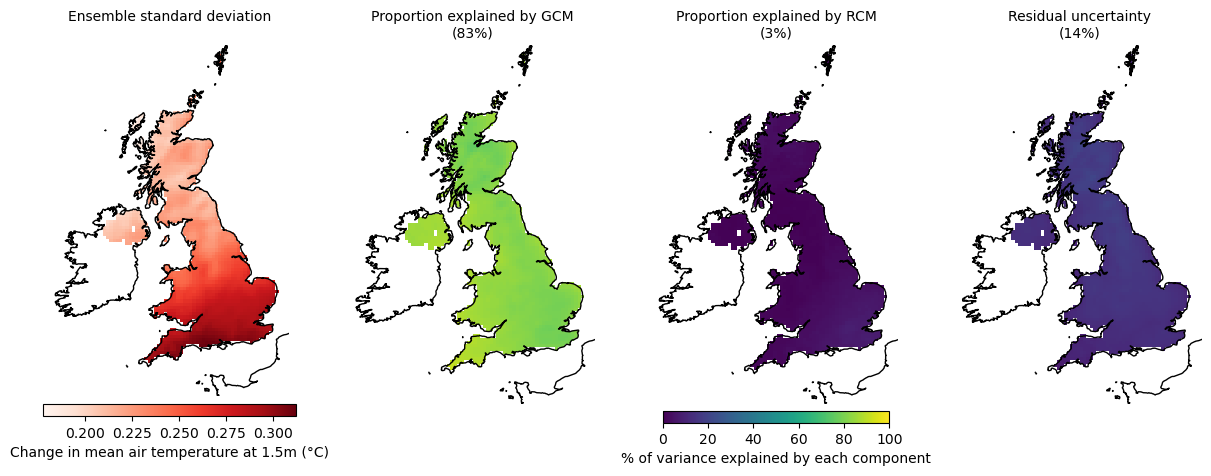 Ensemble standard deviation
Proportion explained by GCM
(83%)
Proportion explained by RCM
(3%)
Residual uncertainty
(14%)
0.200 0.225 0.250 0.275 0.300
Change in mean air temperature at 1.5m (°C)
0 20 40 60 80 100
% of variance explained by each component